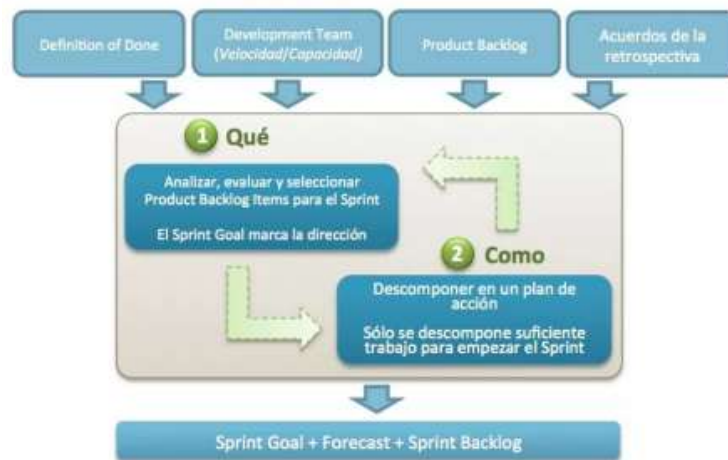 Definition of Done
Development Team
(Velocidad/Capacidad)
Product Backlog
Acuerdos de la
retrospectiva
1 Qué
Analizar, evaluar y seleccionar
Product Backlog Items para el Sprint
El Sprint Goal marca la dirección
2 Como
Descomponer en un plan de
acción
Sólo se descompone suficiente
trabajo para empezar el Sprint
Sprint Goal + Forecast + Sprint Backlog